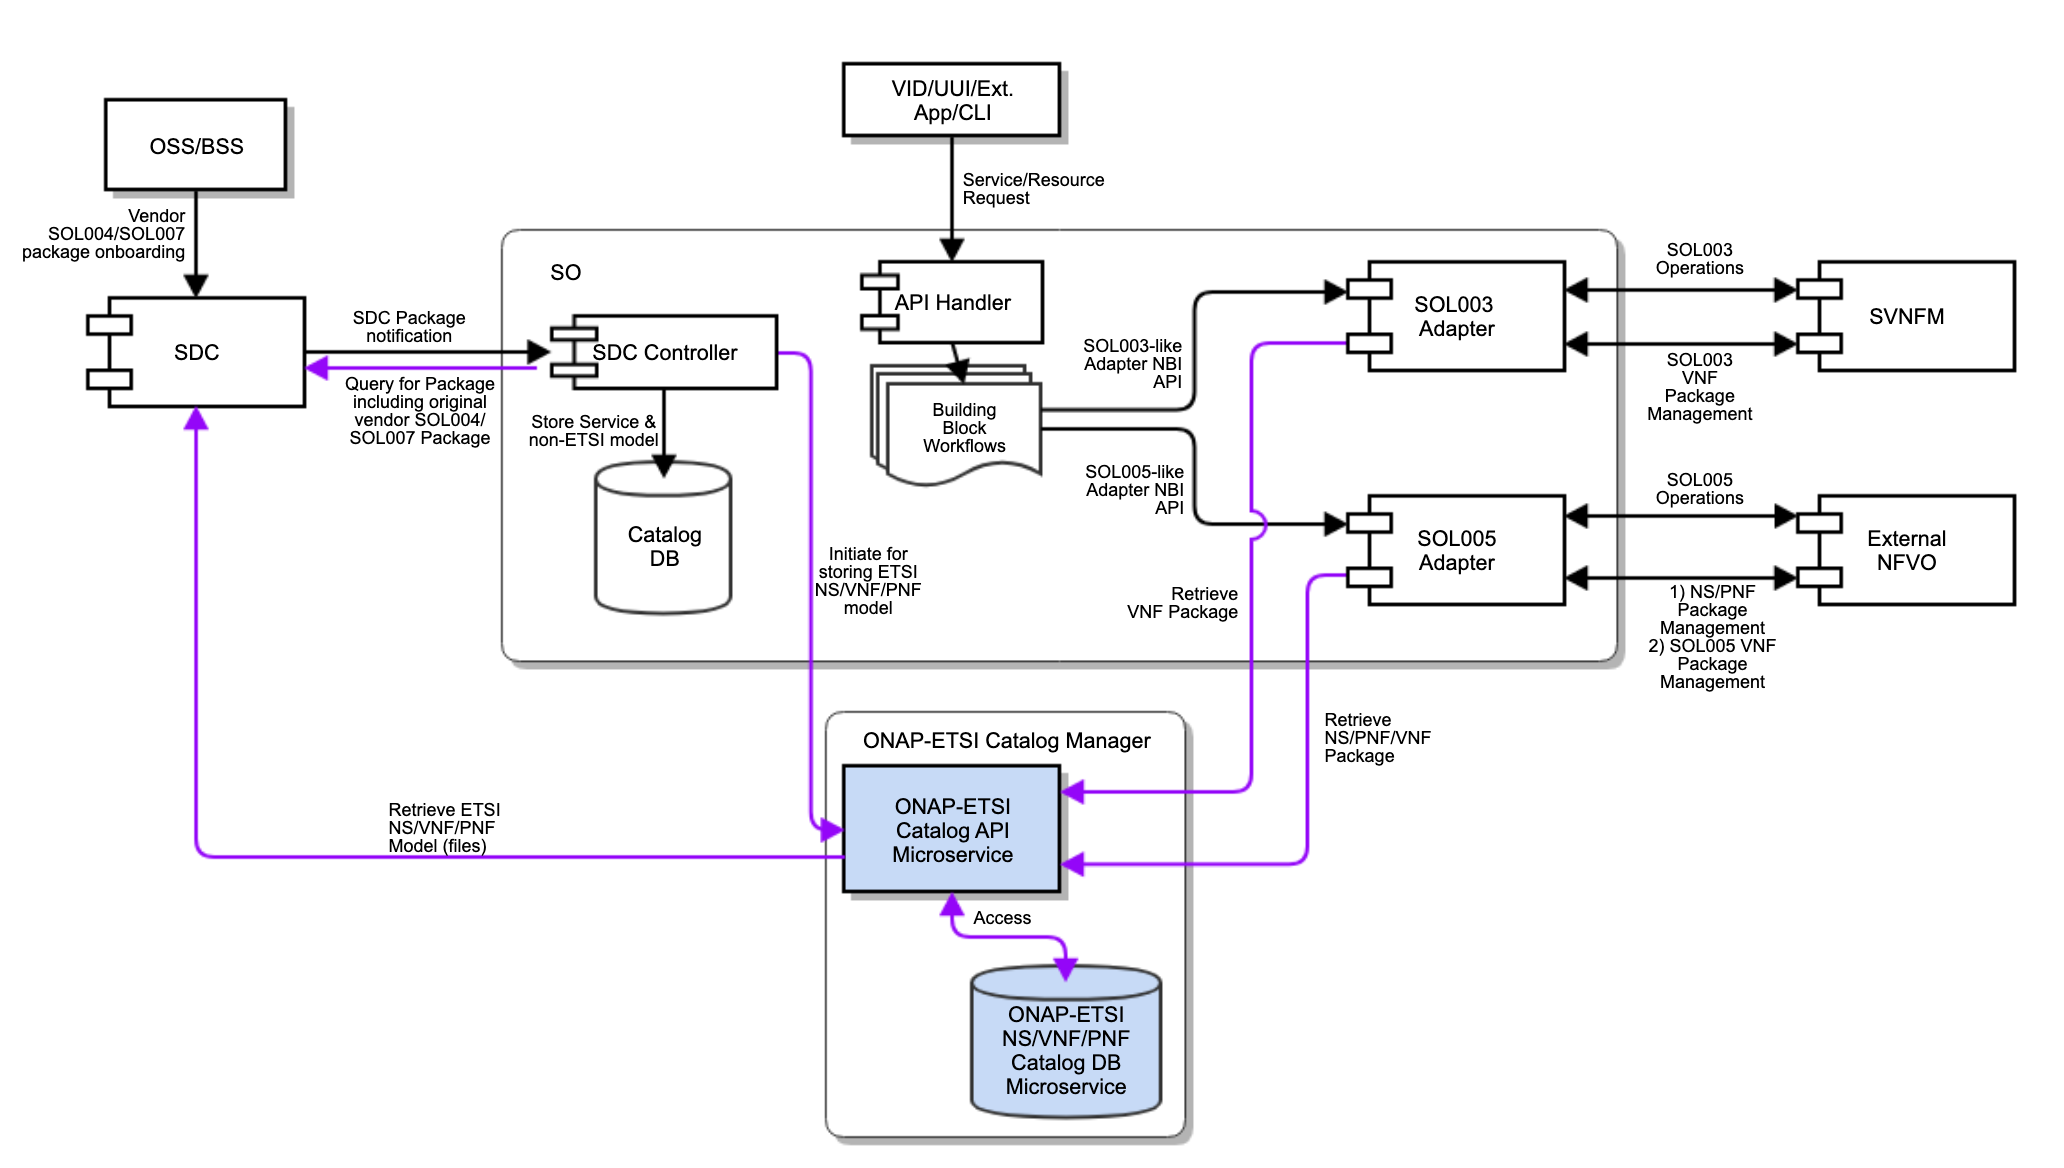 VID/UUI/Ext.
App/CLI
OSS/BSS
Service/Resource
Request
Vendor
SOL004/SOL007
package onboarding
SO
SDC
SDC Package
notification
Query for Package
including original
vendor SOL004/
SOL007 Package
SDC Controller
Store Service &
non-ETSI model
Catalog
DB
API Handler
Building
Block
Workflows
SOL003-like
Adapter NBI
API
SOL005-like
Adapter NBI
API
SOL003
Adapter
SOL003
Operations
SOL003
VNF
Package
Management
SVNFM
SOL005
Adapter
SOL005
Operations
1) NS/PNF
Package
Management
2) SOL005 VNF
Package
Management
External
NFVO
Initiate for
storing ETSI
NS/VNF/PNF
model
Retrieve
VNF Package
Retrieve
NS/PNF/VNF
Package
ONAP-ETSI Catalog Manager
ONAP-ETSI
Catalog API
Microservice
Retrieve ETSI
NS/VNF/PNF
Model (files)
Access
ONAP-ETSI
NS/VNF/PNF
Catalog DB
Microservice